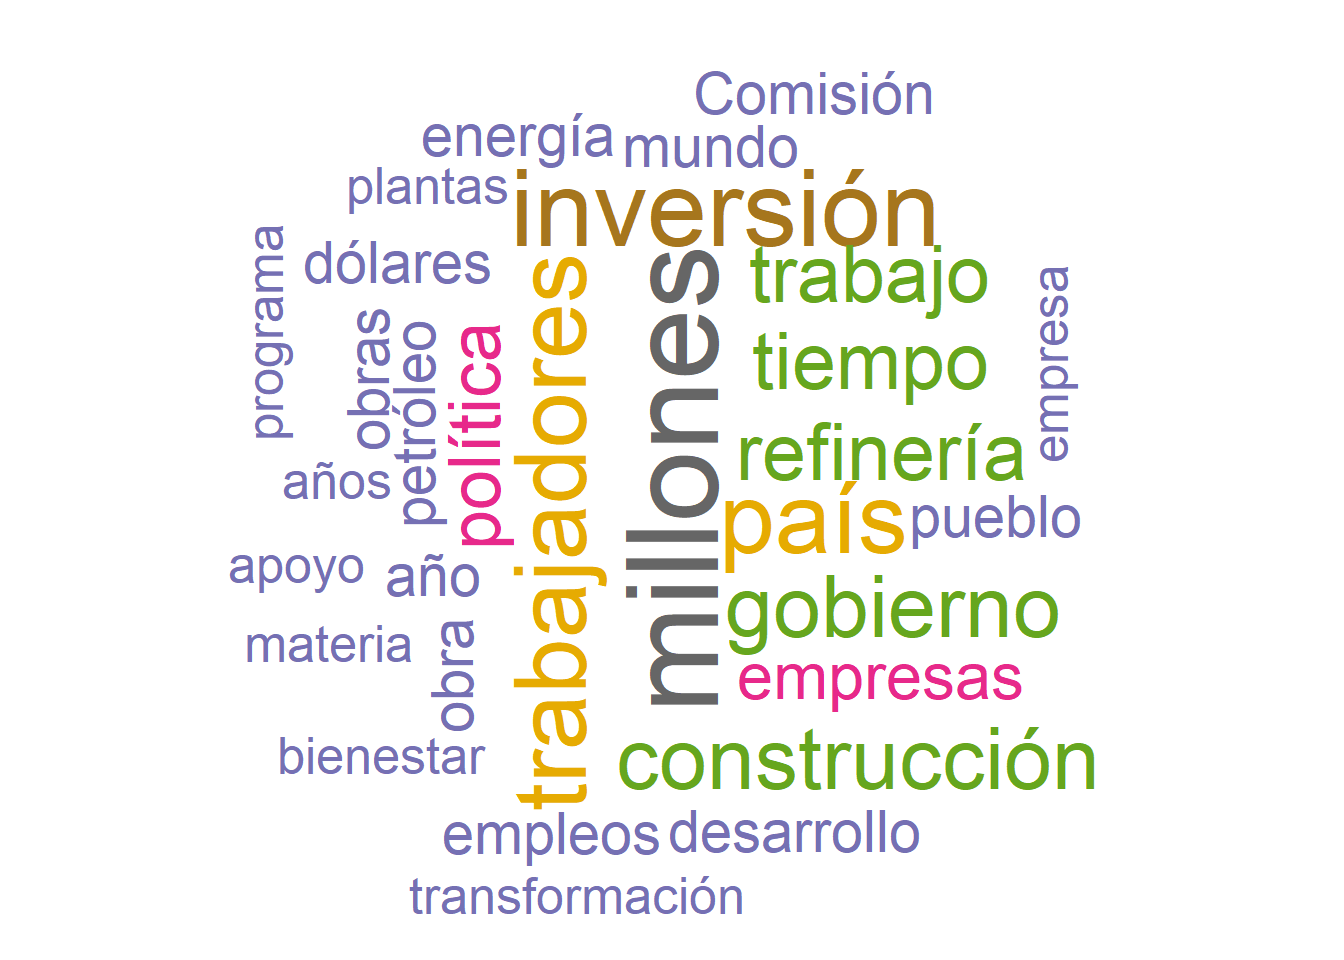 Comisión
energía
mundo
plantas
inversión
programa
dólares
trabajadores
millones
trabajo
empresa
obras
petróleo
política
tiempo
refinería
años
país
pueblo
apoyo
año
gobierno
materia
obra
empresas
bienestar
construcción
empleos
desarrollo
transformación